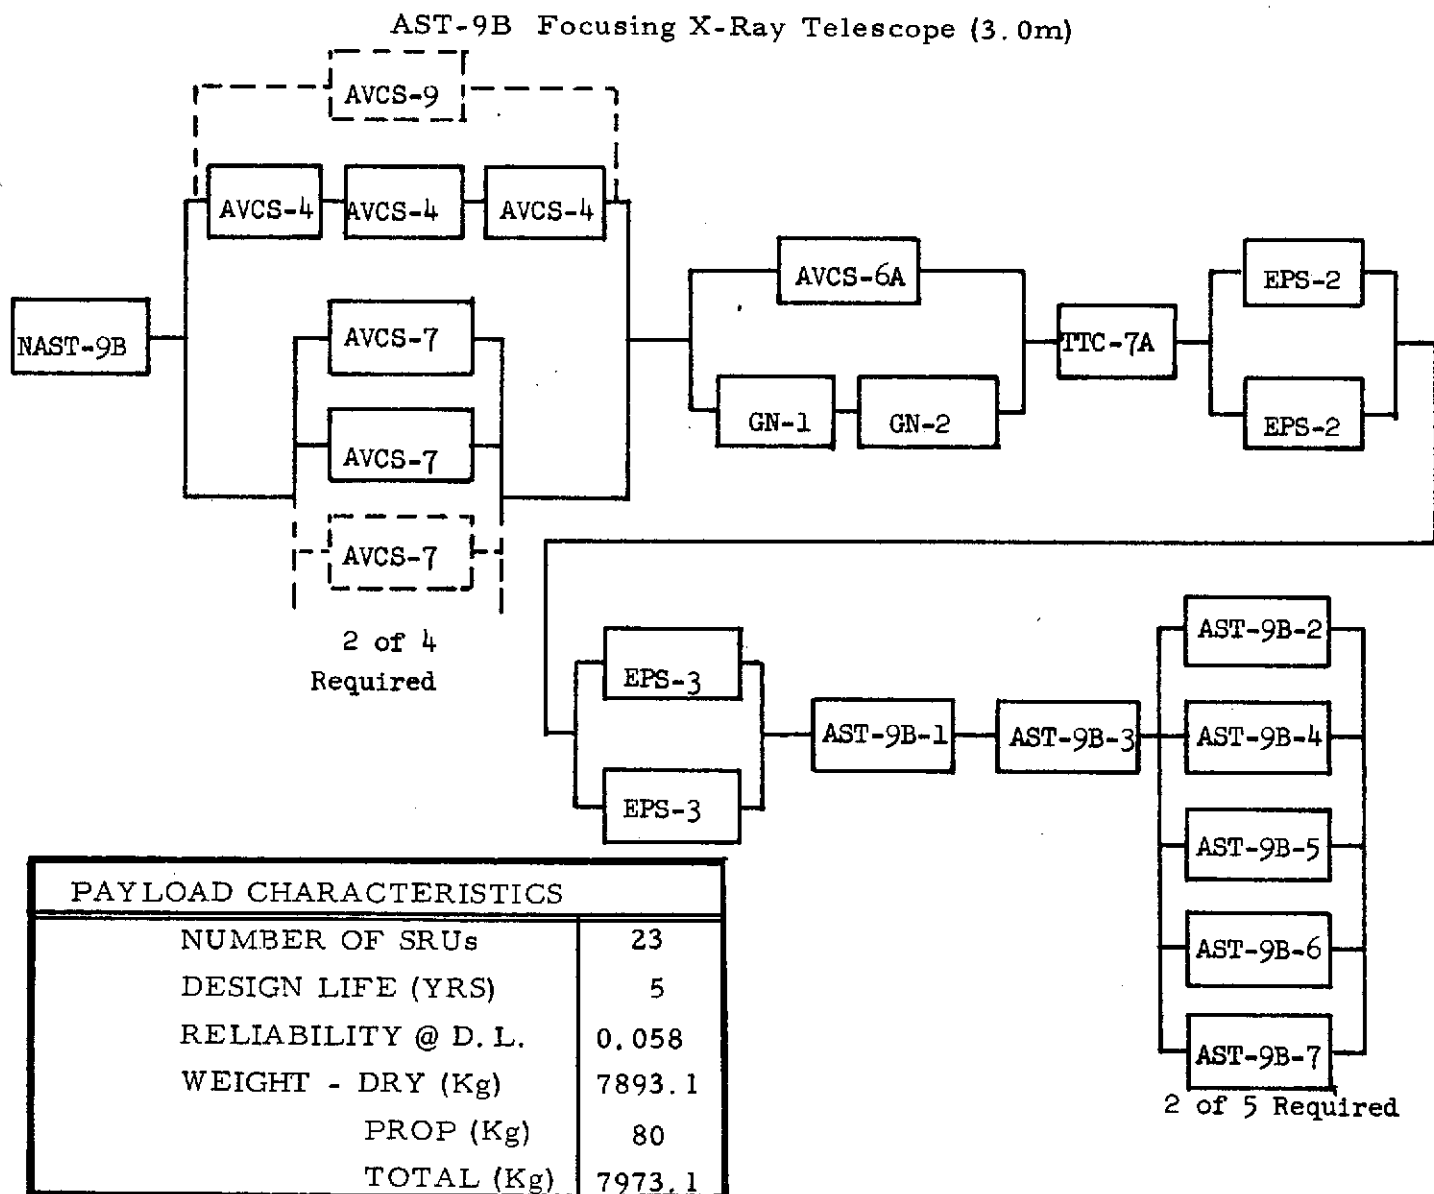 AST-9B Focusing X-Ray Telescope (3.0m)
AVCS-9
AVCS-4
AVCS-4
AVCS-4
AVCS-6A
EPS-2
NAST-9B
AVCS-7
TTC-7A
GN-1
GN-2
EPS-2
AVCS-7
AVCS-7
2 of 4
Required
AST-9B-2
EPS-3
AST-9B-1
AST-9B-3
AST-9B-4
EPS-3
AST-9B-5
AST-9B-6
AST-9B-7
2 of 5 Required
PAYLOAD CHARACTERISTICS
NUMBER OF SRUs 23
DESIGN LIFE (YRS) 5
RELIABILITY @ D.L. 0.058
WEIGHT - DRY (Kg) 7893.1
PROP (Kg) 80
TOTAL (Kg) 7973.1